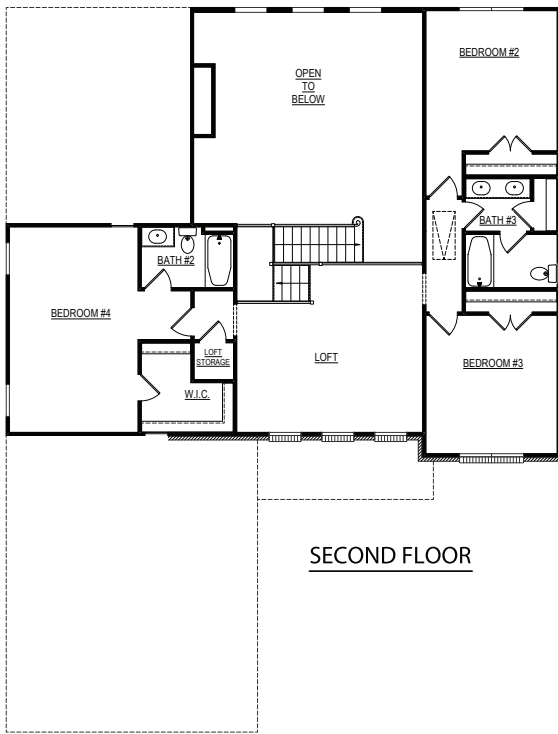 BEDROOM #2
OPEN
TO
BELOW
BATH #3
BATH #2
BEDROOM #4
LOFT
STORAGE
LOFT
BEDROOM #3
W.I.C.
SECOND FLOOR